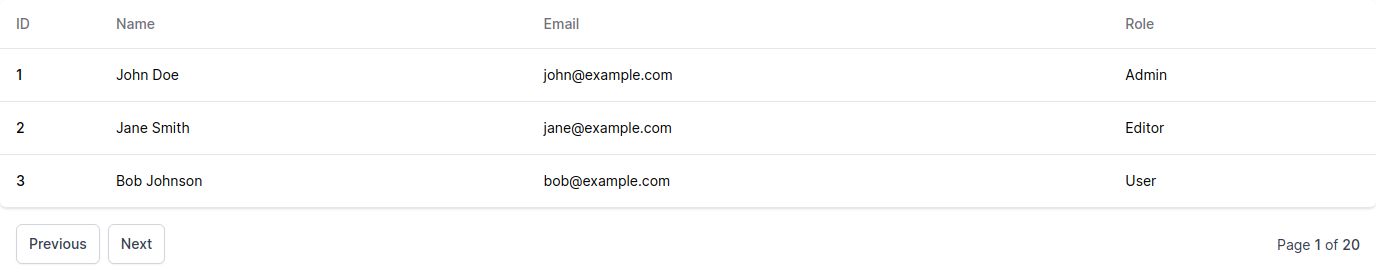 ID Name Email Role
1 John Doe john@example.com Admin
2 Jane Smith jane@example.com Editor
3 Bob Johnson bob@example.com User
Previous Next Page 1 of 20